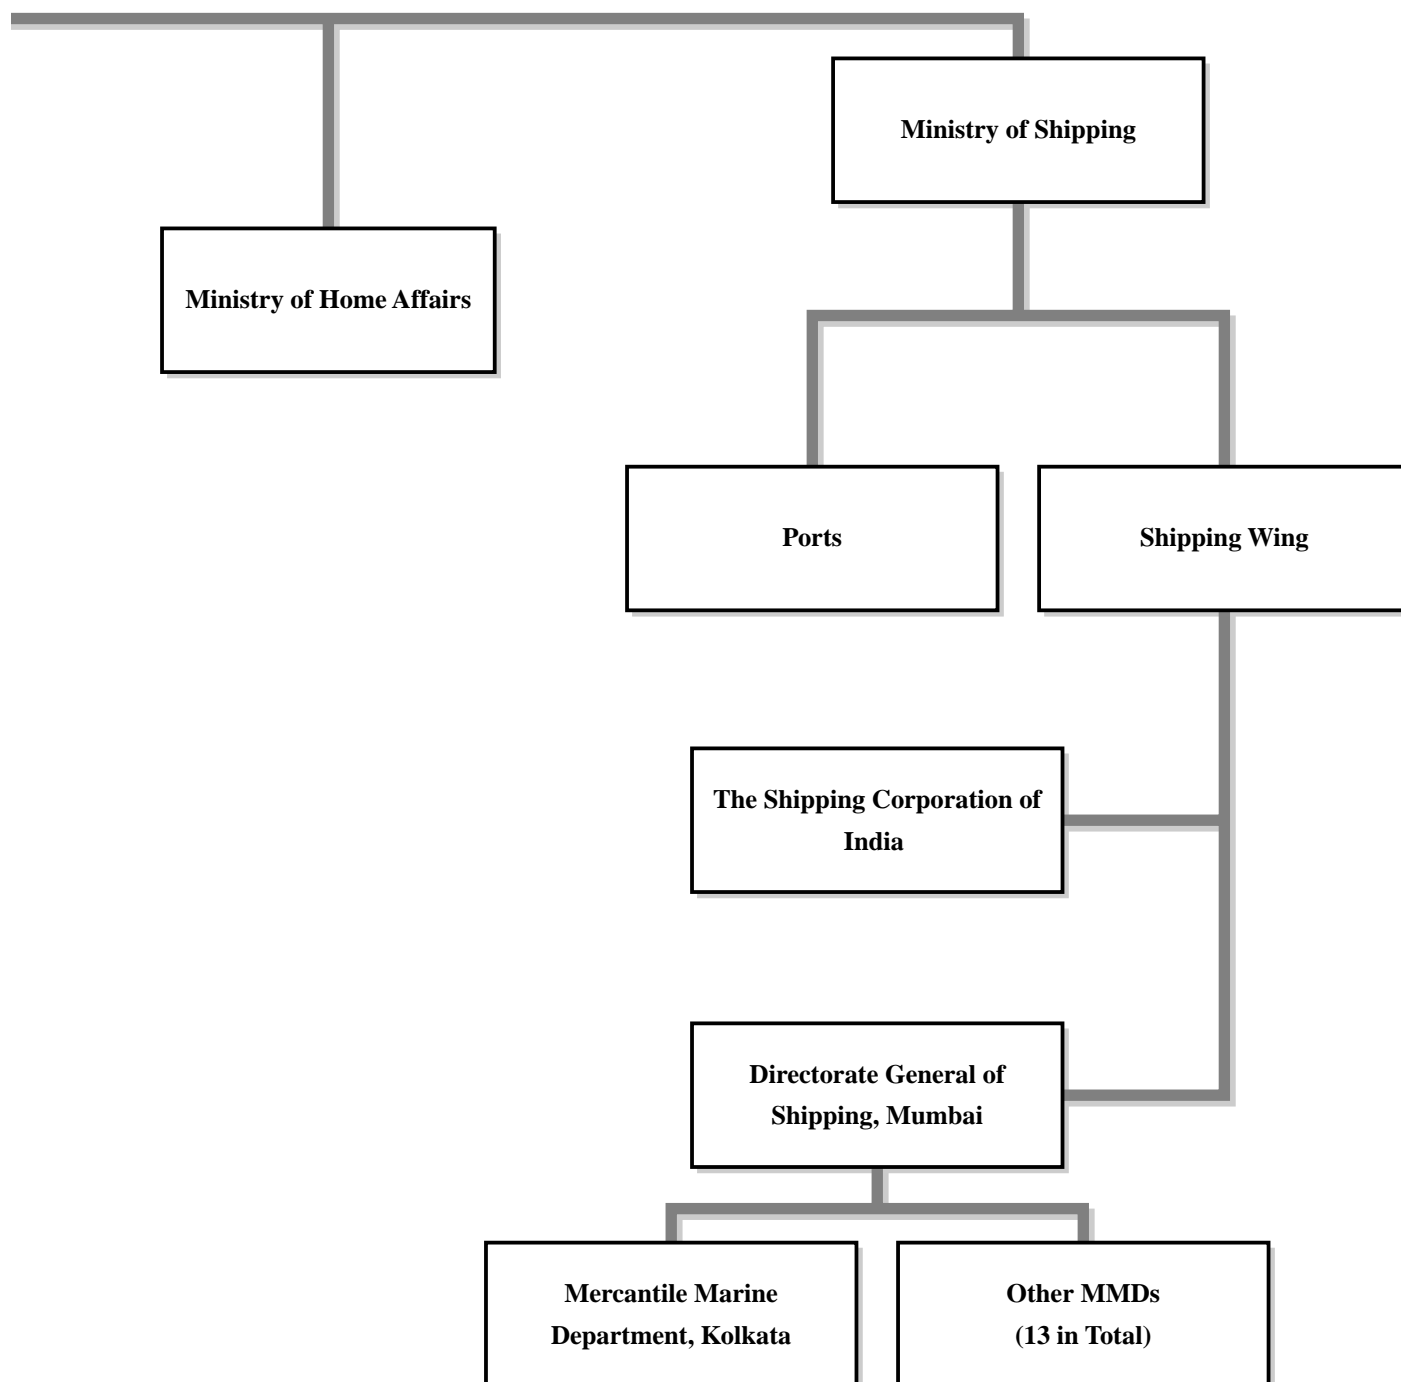 Ministry of Shipping
Ministry of Home Affairs
Ports
Shipping Wing
The Shipping Corporation of
India
Directorate General of
Shipping, Mumbai
Mercantile Marine
Department, Kolkata
Other MMDs
(13 in Total)